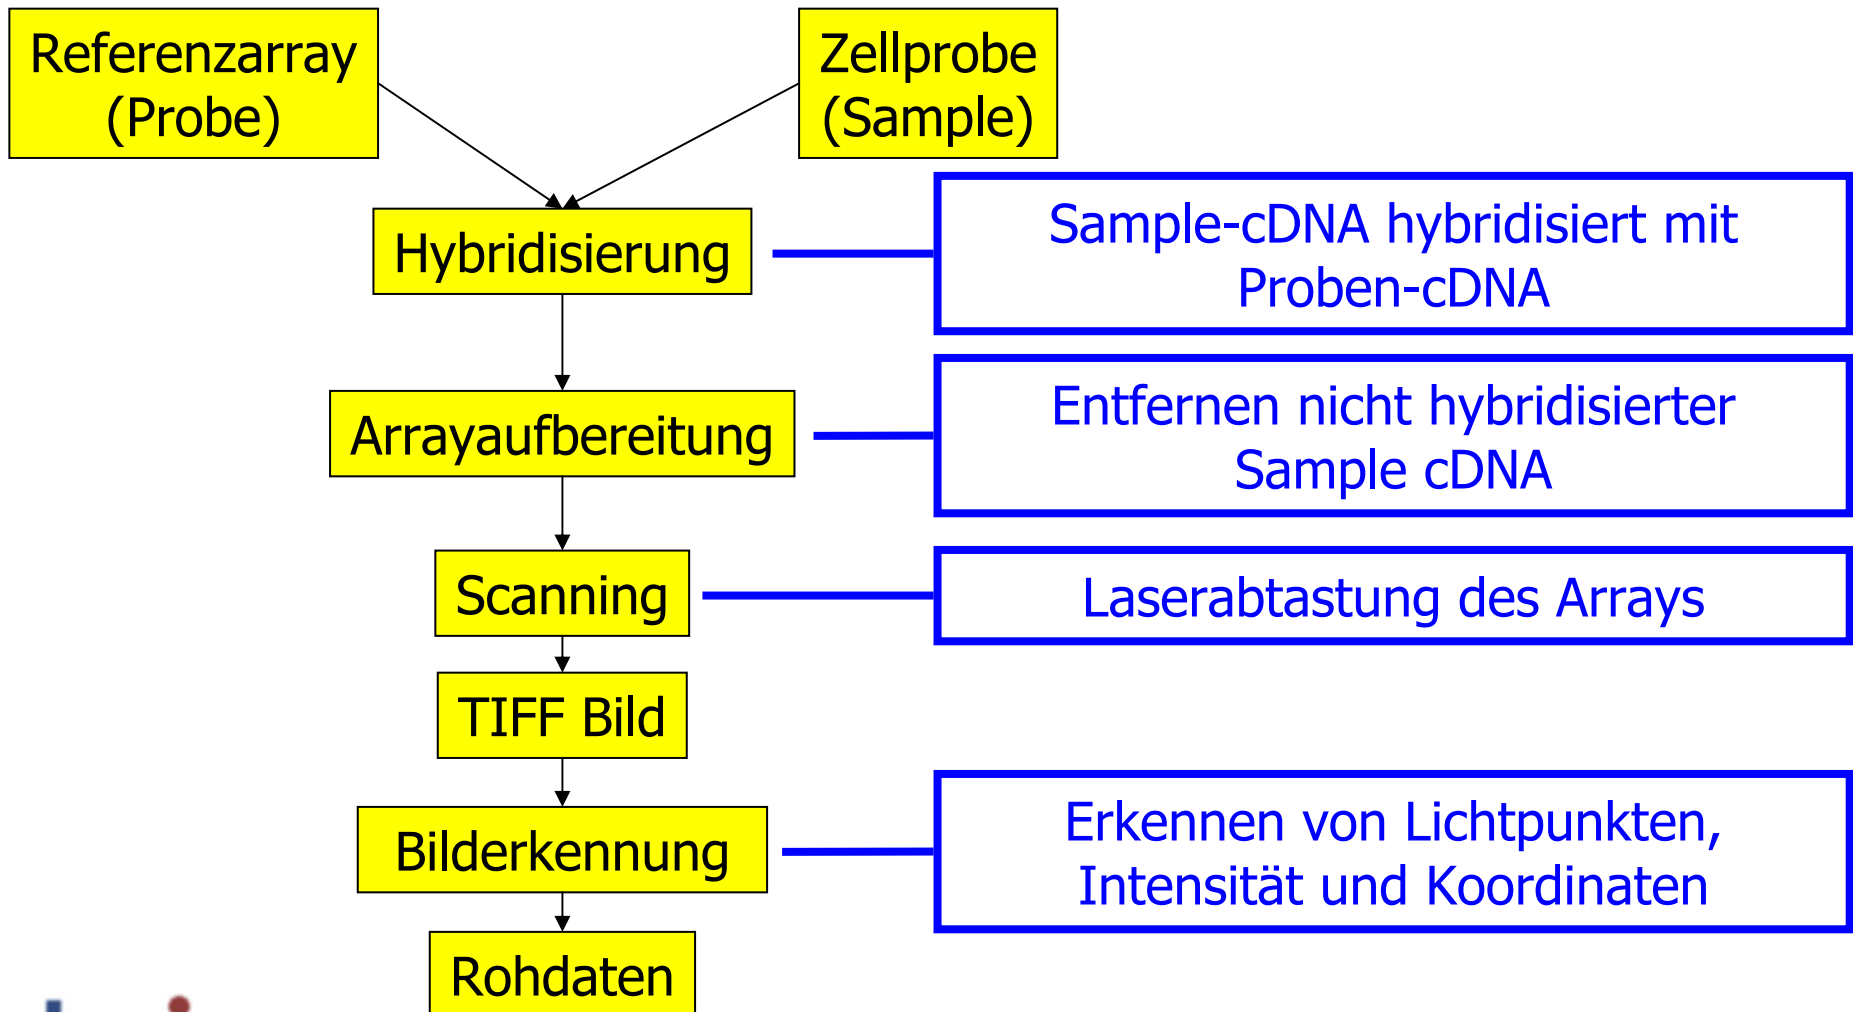 Referenzarray
(Probe)
Zellprobe
(Sample)
Hybridisierung
Sample-cDNA hybridisiert mit
Proben-cDNA
Arrayaufbereitung
Entfernen nicht hybridisierter
Sample cDNA
Scanning
Laserabtastung des Arrays
TIFF Bild
Bilderkennung
Erkennen von Lichtpunkten,
Intensität und Koordinaten
Rohdaten